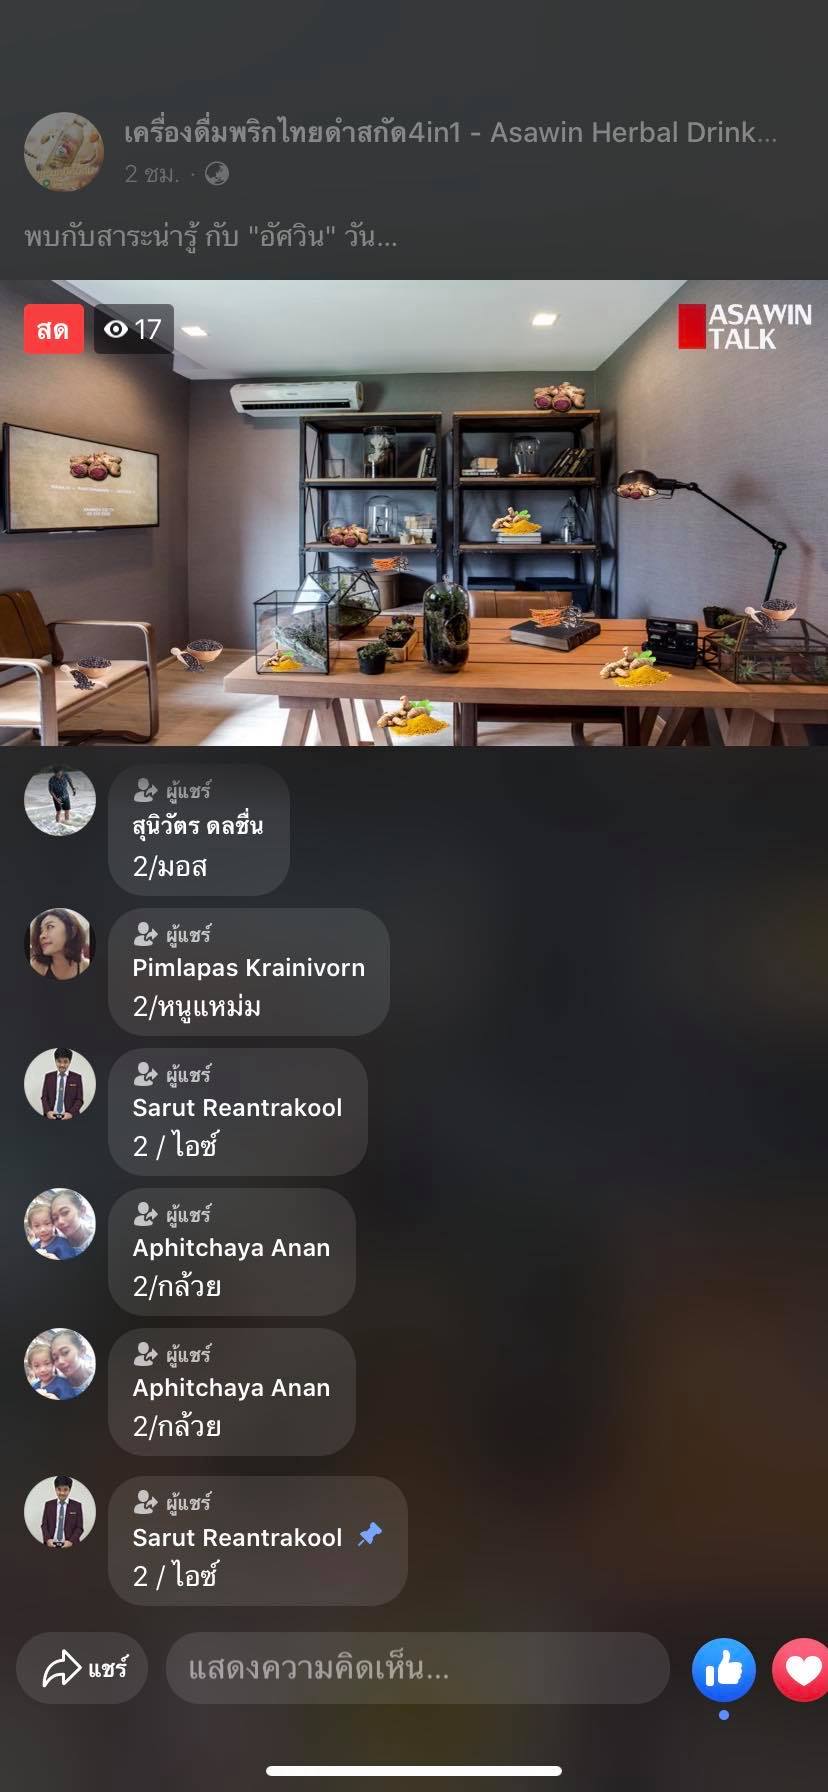 เครื่องดื่มพริกไทยดำสกัด4in1 - Asawin Herbal Drink...
2 ชม. ·
พบกับสาระน่ารู้ กับ "อัศวิน" วัน...
สด 17
ASAWIN
TALK
ผู้แชร์
สุนิวัตร ดลชื่น
2/มอส
ผู้แชร์
Pimlapas Krainivorn
2/หนูแหม่ม
ผู้แชร์
Sarut Reantrakool
2 / ไอซ์
ผู้แชร์
Aphitchaya Anan
2/กล้วย
ผู้แชร์
Aphitchaya Anan
2/กล้วย
ผู้แชร์
Sarut Reantrakool
2 / ไอซ์
แชร์
แสดงความคิดเห็น...